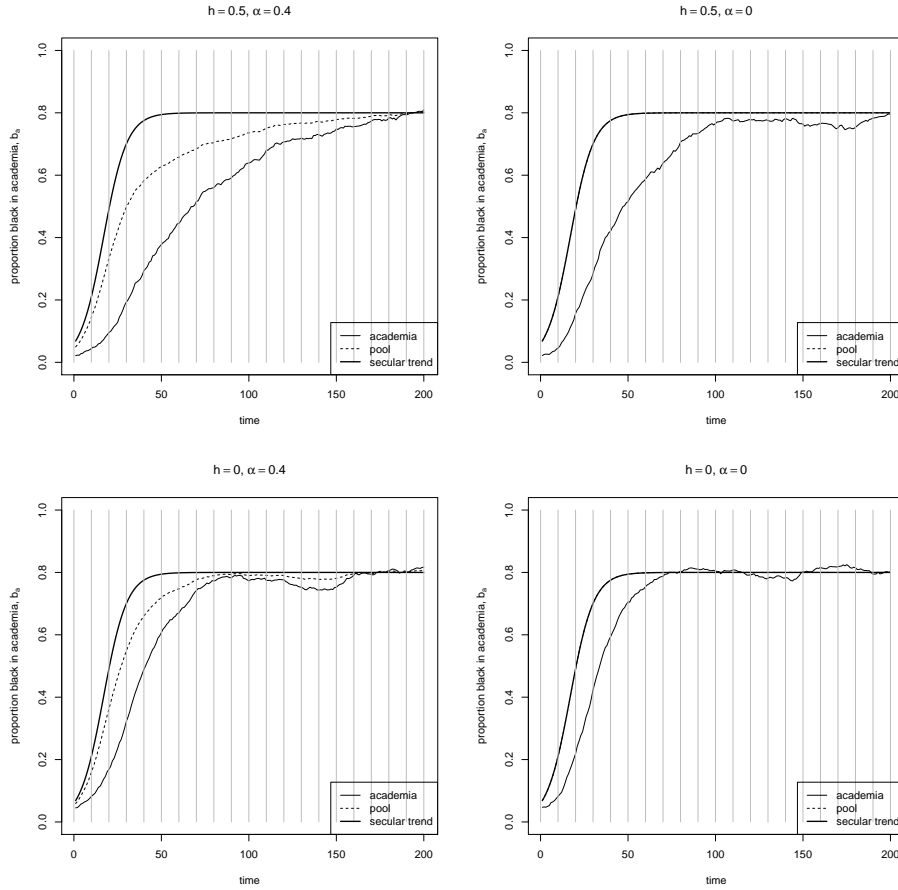 h = 0.5, α = 0.4
proportion black in academia, bₐ
1.0
0.8
0.6
0.4
0.2
0.0
0 50 100 150 200
time
academia
pool
secular trend
h = 0.5, α = 0
proportion black in academia, bₐ
1.0
0.8
0.6
0.4
0.2
0.0
0 50 100 150 200
time
academia
pool
secular trend
h = 0, α = 0.4
proportion black in academia, bₐ
1.0
0.8
0.6
0.4
0.2
0.0
0 50 100 150 200
time
academia
pool
secular trend
h = 0, α = 0
proportion black in academia, bₐ
1.0
0.8
0.6
0.4
0.2
0.0
0 50 100 150 200
time
academia
pool
secular trend